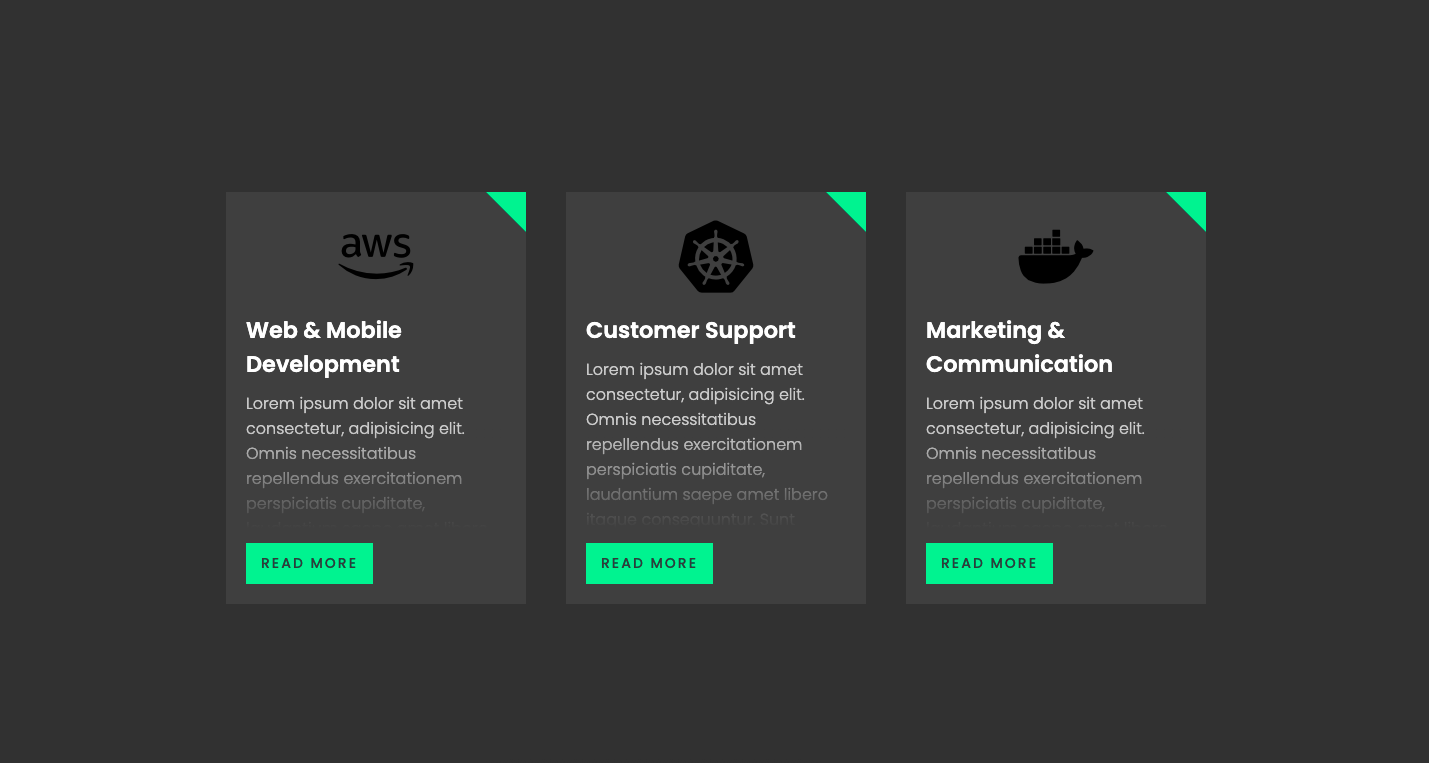 aws
Web & Mobile
Development
Lorem ipsum dolor sit amet
consectetur, adipisicing elit.
Omnis necessitatibus
repellendus exercitationem
perspiciatis cupiditate,
READ MORE
Customer Support
Lorem ipsum dolor sit amet
consectetur, adipisicing elit.
Omnis necessitatibus
repellendus exercitationem
perspiciatis cupiditate,
laudantium saepe amet libero
itaque consequuntur. Sunt
READ MORE
Marketing &
Communication
Lorem ipsum dolor sit amet
consectetur, adipisicing elit.
Omnis necessitatibus
repellendus exercitationem
perspiciatis cupiditate,
READ MORE